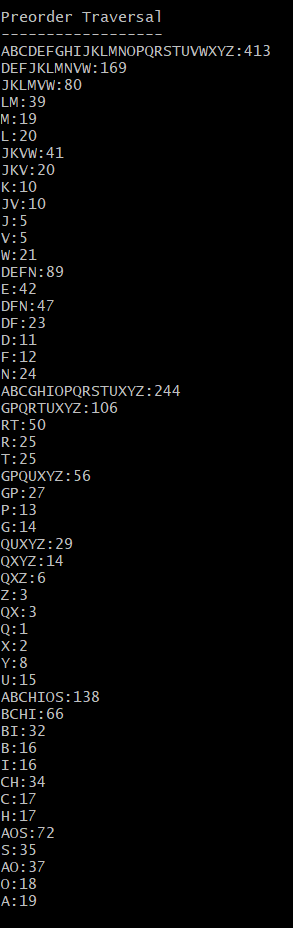 Preorder Traversal
------------------
ABCDEFGHIJKLMNOPQRSTUVWXYZ:413
DEFJKLMNVW:169
JKLMVW:80
LM:39
M:19
L:20
JKVW:41
JKV:20
K:10
JV:10
J:5
V:5
W:21
DEFN:89
E:42
DFN:47
DF:23
D:11
F:12
N:24
ABCGHIOPQRSTUXYZ:244
GPQRTUXYZ:106
RT:50
R:25
T:25
GPQUXYZ:56
GP:27
P:13
G:14
QUXYZ:29
QXYZ:14
QXZ:6
Z:3
QX:3
Q:1
X:2
Y:8
U:15
ABCHIOS:138
BCHI:66
BI:32
B:16
I:16
CH:34
C:17
H:17
AOS:72
S:35
AO:37
O:18
A:19